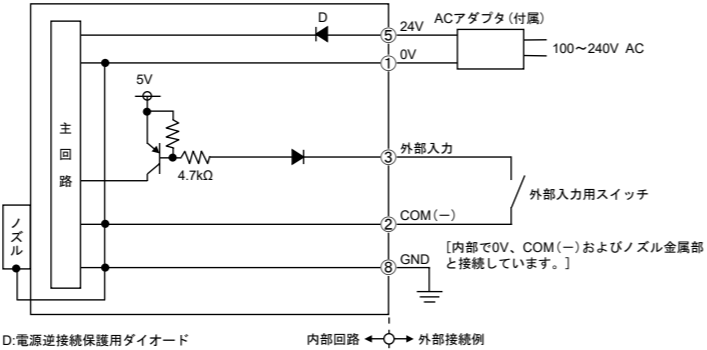 D
⑤ 24V
ACアダプタ(付属)
100〜240V AC
① 0V
5V
主回路
4.7kΩ
③ 外部入力
外部入力用スイッチ
ノズル
② COM(−)
[内部で0V、COM(−)およびノズル金属部
と接続しています。]
⑧ GND
D:電源逆接続保護用ダイオード
内部回路
外部接続例